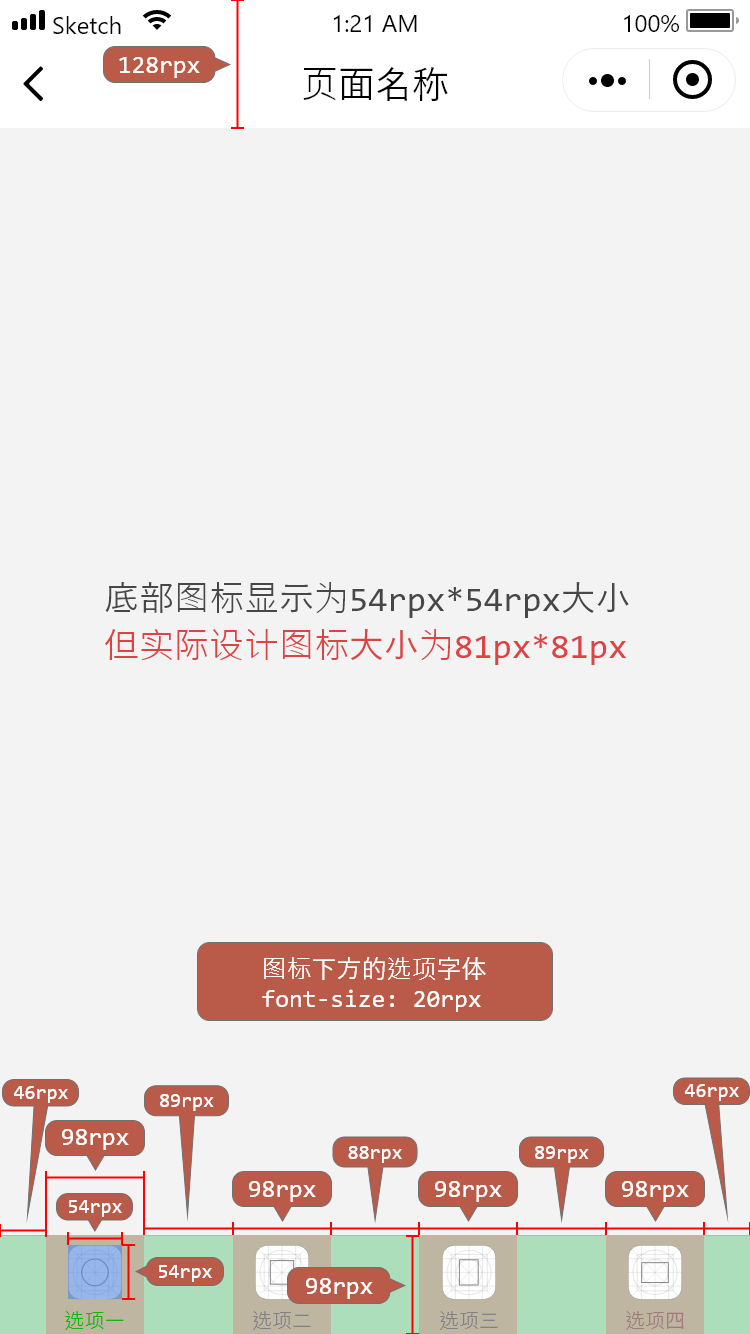 Sketch 1:21 AM 100%
128rpx
页面名称
底部图标显示为54rpx*54rpx大小
但实际设计图标大小为81px*81px
图标下方的选项字体
font-size: 20rpx
46rpx
89rpx
46rpx
98rpx
88rpx
89rpx
54rpx
98rpx
98rpx
98rpx
54rpx
98rpx
选项一
选项二
选项三
选项四